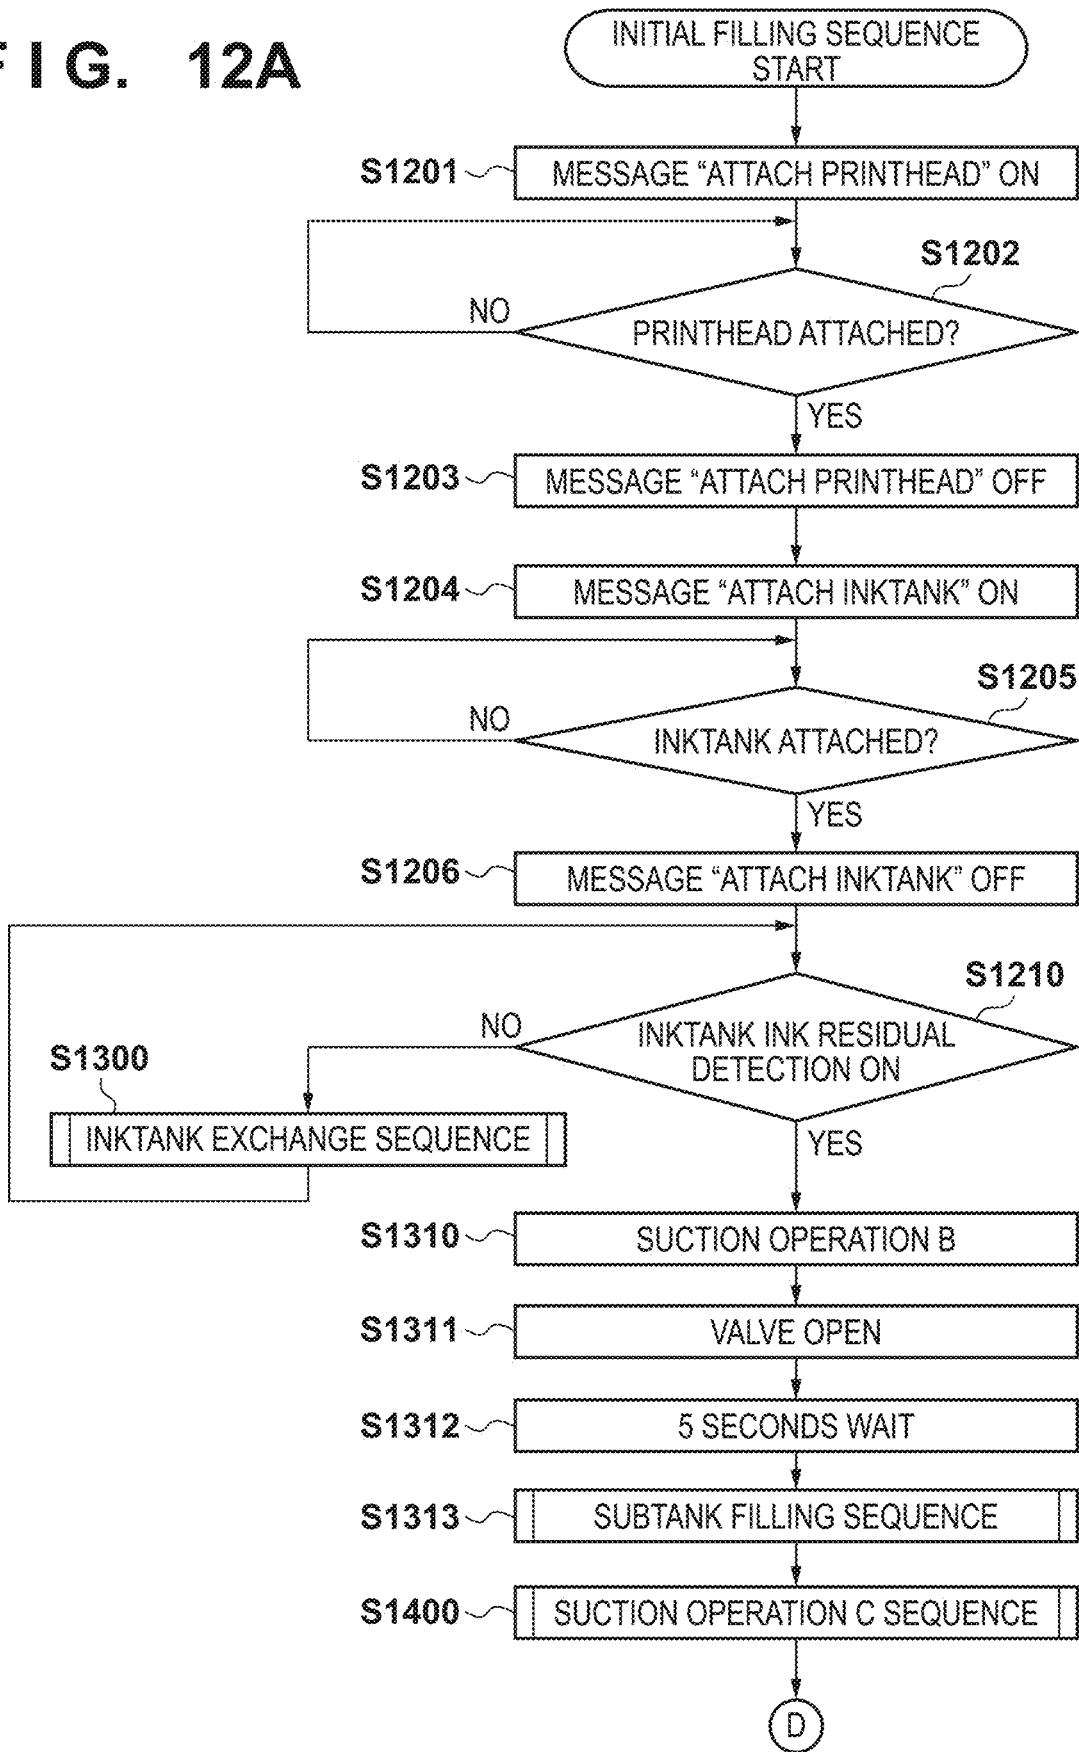 F I G. 12A
INITIAL FILLING SEQUENCE
START
S1201
MESSAGE “ATTACH PRINTHEAD” ON
S1202
NO
PRINTHEAD ATTACHED?
YES
S1203
MESSAGE “ATTACH PRINTHEAD” OFF
S1204
MESSAGE “ATTACH INKTANK” ON
S1205
NO
INKTANK ATTACHED?
YES
S1206
MESSAGE “ATTACH INKTANK” OFF
S1210
NO
INKTANK INK RESIDUAL
DETECTION ON
S1300
INKTANK EXCHANGE SEQUENCE
YES
S1310
SUCTION OPERATION B
S1311
VALVE OPEN
S1312
5 SECONDS WAIT
S1313
SUBTANK FILLING SEQUENCE
S1400
SUCTION OPERATION C SEQUENCE
D